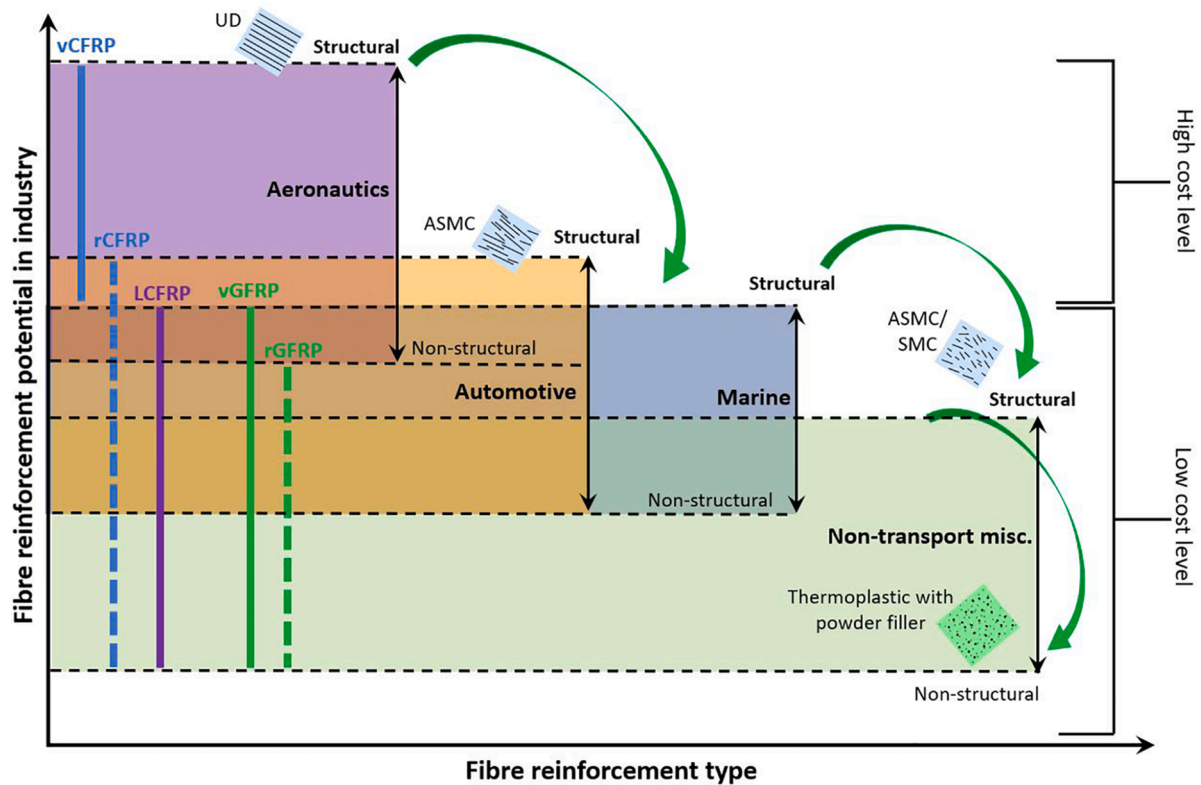 UD
Structural
vCFRP
High cost level
Aeronautics
ASMC
Structural
rCFRP
Structural
LCFRP
vGFRP
ASMC/
SMC
rGFRP
Non-structural
Automotive
Marine
Structural
Non-structural
Low cost level
Non-transport misc.
Thermoplastic with
powder filler
Non-structural
Fibre reinforcement potential in industry
Fibre reinforcement type